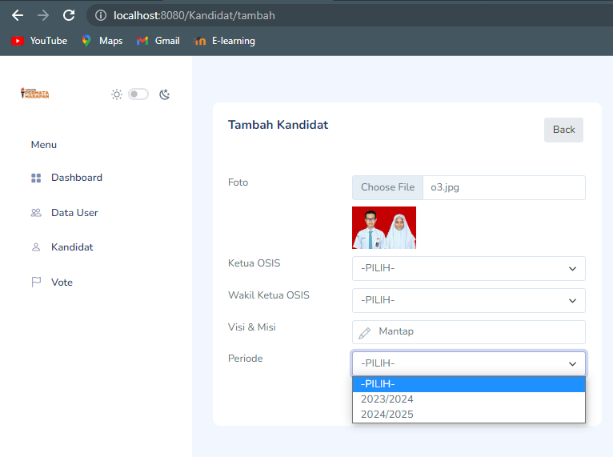 localhost:8080/Kandidat/tambah
YouTube Maps Gmail E-learning
PERMATA
HARAPAN
Menu
Dashboard
Data User
Kandidat
Vote
Tambah Kandidat
Back
Foto
Choose File o3.jpg
Ketua OSIS
-PILIH-
Wakil Ketua OSIS
-PILIH-
Visi & Misi
Mantap
Periode
-PILIH-
-PILIH-
2023/2024
2024/2025